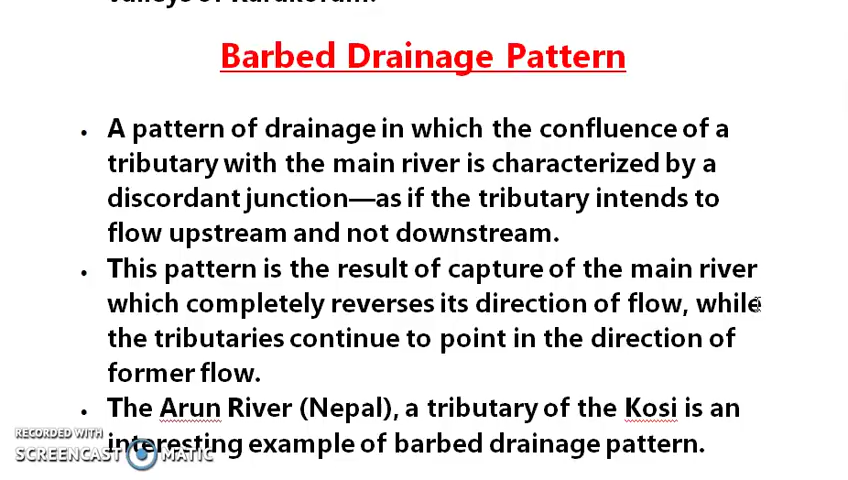 valleys of Karakoram.
Barbed Drainage Pattern
• A pattern of drainage in which the confluence of a
tributary with the main river is characterized by a
discordant junction—as if the tributary intends to
flow upstream and not downstream.
• This pattern is the result of capture of the main river
which completely reverses its direction of flow, while
the tributaries continue to point in the direction of
former flow.
• The Arun River (Nepal), a tributary of the Kosi is an
interesting example of barbed drainage pattern.
RECORDED WITH
SCREENCAST MATIC